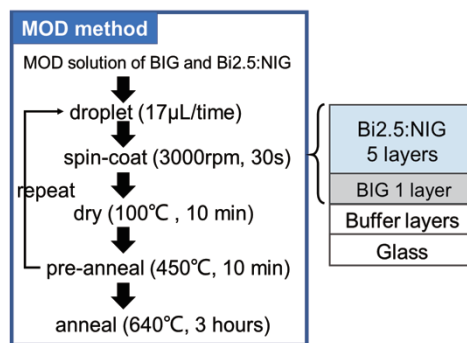 MOD method
MOD solution of BIG and Bi2.5:NIG
droplet (17μL/time)
spin-coat (3000rpm, 30s)
repeat
dry (100℃ , 10 min)
pre-anneal (450℃, 10 min)
anneal (640℃, 3 hours)
Bi2.5:NIG
5 layers
BIG 1 layer
Buffer layers
Glass